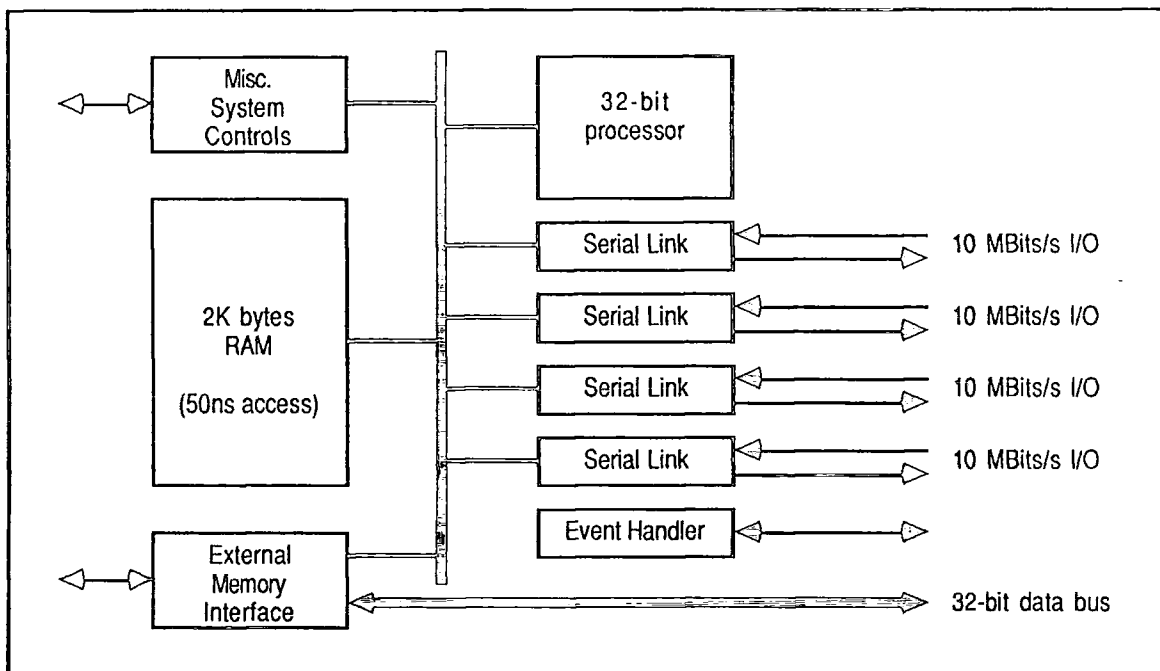 Misc.
System
Controls
32-bit
processor
2K bytes
RAM
(50ns access)
Serial Link
10 MBits/s I/O
Serial Link
10 MBits/s I/O
Serial Link
10 MBits/s I/O
Serial Link
10 MBits/s I/O
Event Handler
External
Memory
Interface
32-bit data bus